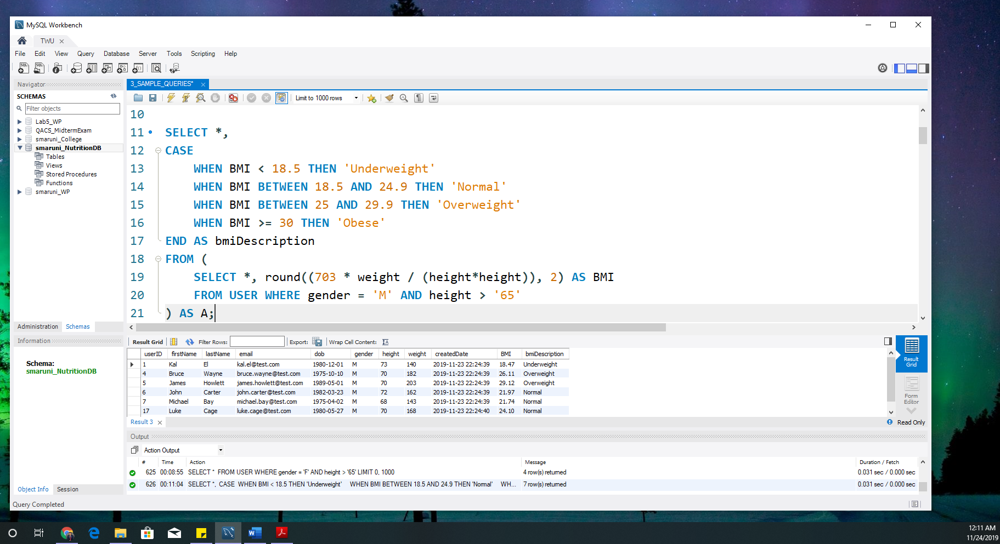 MySQL Workbench
TWU
File Edit View Query Database Server Tools Scripting Help
Navigator
SCHEMAS
Filter objects
Lab5_WP
QACS_MidtermExam
smaruni_College
smaruni_NutritionDB
Tables
Views
Stored Procedures
Functions
smaruni_WP
Administration Schemas
Information
Schema:
smaruni_NutritionDB
Object Info Session
3_SAMPLE_QUERIES*
Limit to 1000 rows
10
11 SELECT *,
12 CASE
13 WHEN BMI < 18.5 THEN 'Underweight'
14 WHEN BMI BETWEEN 18.5 AND 24.9 THEN 'Normal'
15 WHEN BMI BETWEEN 25 AND 29.9 THEN 'Overweight'
16 WHEN BMI >= 30 THEN 'Obese'
17 END AS bmiDescription
18 FROM (
19 SELECT *, round((703 * weight / (height*height)), 2) AS BMI
20 FROM USER WHERE gender = 'M' AND height > '65'
21 ) AS A;
Result Grid Filter Rows: Export: Wrap Cell Content:
userID firstName lastName email dob gender height weight createdDate BMI bmiDescription
1 Kal El kal.el@test.com 1980-12-01 M 73 140 2019-11-23 22:24:39 18.47 Underweight
4 Bruce Wayne bruce.wayne@test.com 1975-10-10 M 70 182 2019-11-23 22:24:39 26.11 Overweight
5 James Howlett james.howlett@test.com 1989-05-01 M 70 203 2019-11-23 22:24:39 29.12 Overweight
6 John Carter john.carter@test.com 1982-03-23 M 72 162 2019-11-23 22:24:39 21.97 Normal
7 Michael Bay michael.bay@test.com 1975-04-02 M 68 143 2019-11-23 22:24:39 21.74 Normal
17 Luke Cage luke.cage@test.com 1980-05-27 M 70 168 2019-11-23 22:24:40 24.10 Normal
Result
Grid
Form
Editor
Result 3
Read Only
Output
Action Output
# Time Action Message Duration / Fetch
625 00:08:55 SELECT * FROM USER WHERE gender = 'F' AND height > '65' LIMIT 0, 1000 4 row(s) returned 0.031 sec / 0.000 sec
626 00:11:04 SELECT *, CASE WHEN BMI < 18.5 THEN 'Underweight' WHEN BMI BETWEEN 18.5 AND 24.9 THEN 'Normal' WH... 7 row(s) returned 0.031 sec / 0.000 sec
Query Completed
12:11 AM
11/24/2019